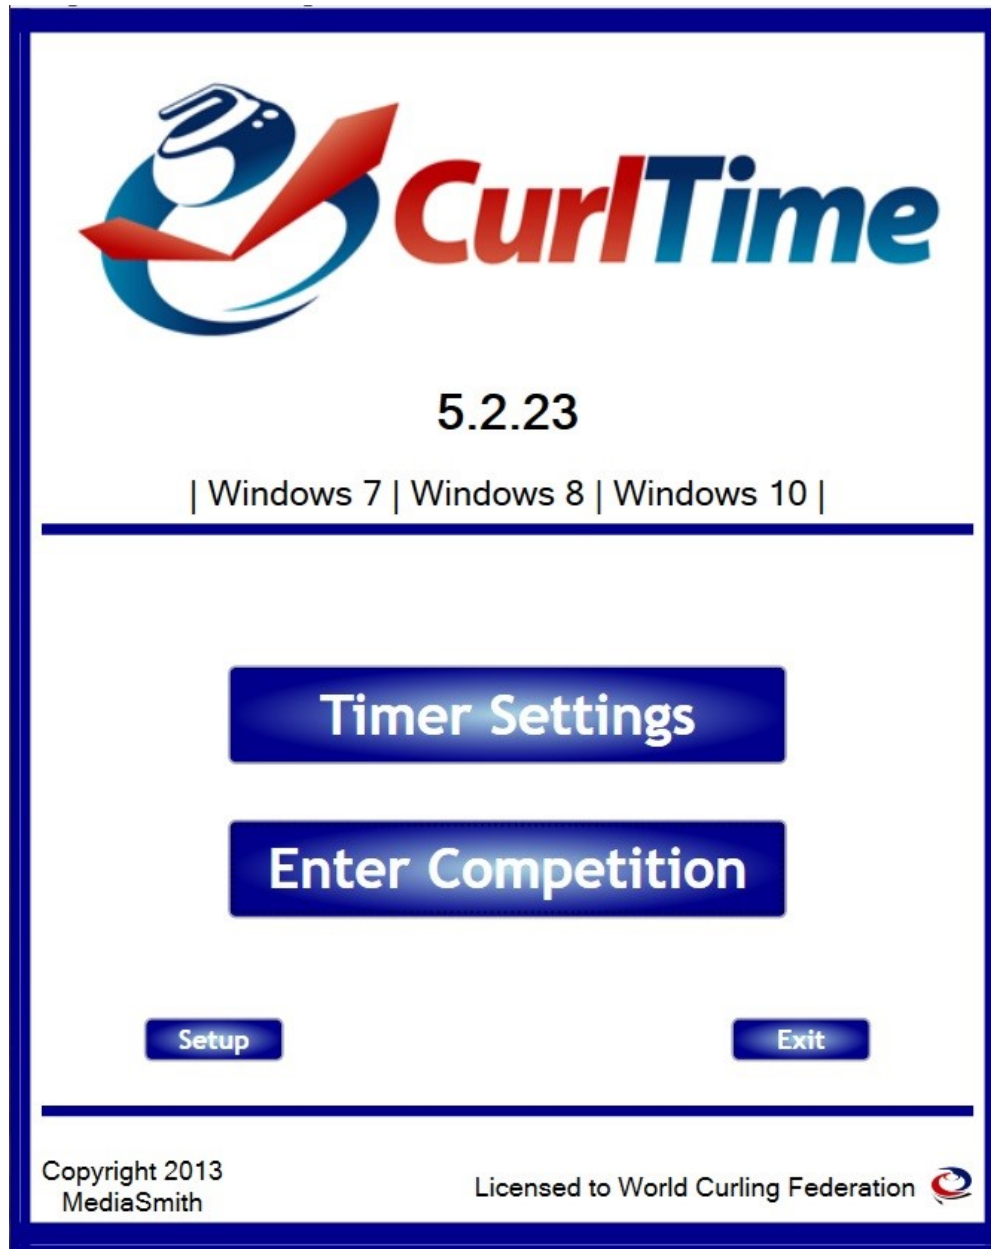 CurlTime
5.2.23
| Windows 7 | Windows 8 | Windows 10 |
Timer Settings
Enter Competition
Setup
Exit
Copyright 2013
MediaSmith
Licensed to World Curling Federation